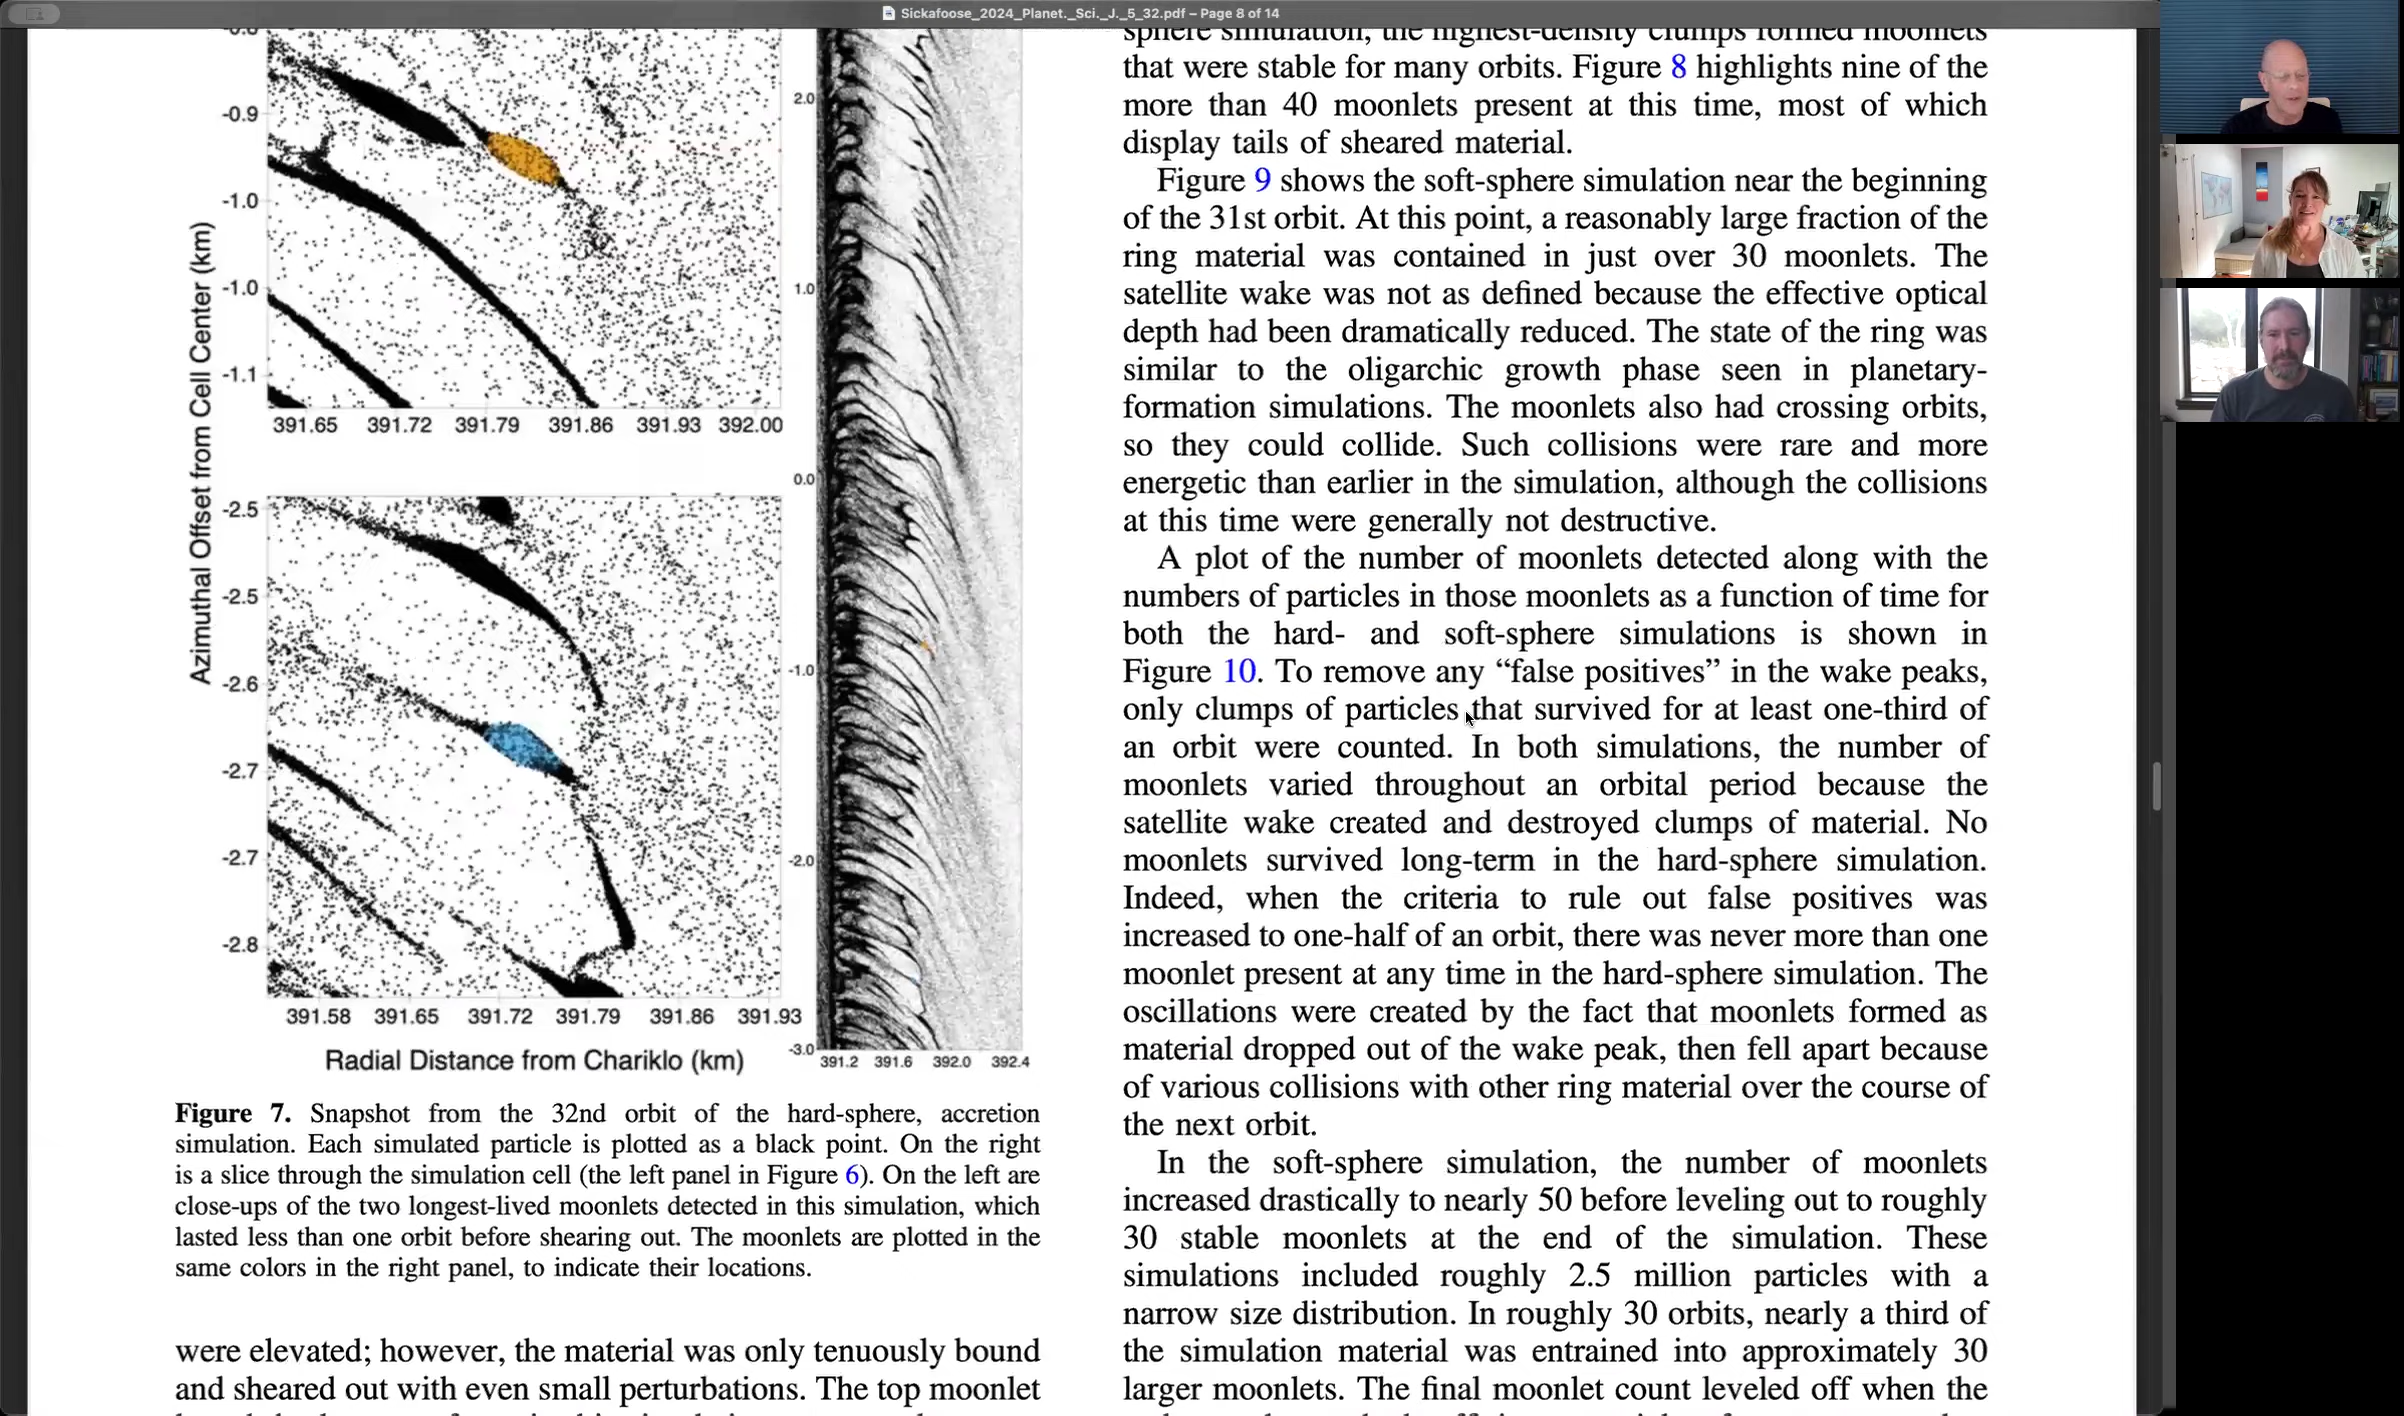 Sickafoose_2024_Planet._Sci._J._5_32.pdf – Page 8 of 14
-0.9
-1.0
-1.0
-1.1
391.65 391.72 391.79 391.86 391.93 392.00
-2.5
-2.5
-2.6
-2.7
-2.7
-2.8
391.58 391.65 391.72 391.79 391.86 391.93
Azimuthal Offset from Cell Center (km)
Radial Distance from Chariklo (km)
2.0
1.0
0.0
-1.0
-2.0
-3.0
391.2 391.6 392.0 392.4
Figure 7. Snapshot from the 32nd orbit of the hard-sphere, accretion
simulation. Each simulated particle is plotted as a black point. On the right
is a slice through the simulation cell (the left panel in Figure 6). On the left are
close-ups of the two longest-lived moonlets detected in this simulation, which
lasted less than one orbit before shearing out. The moonlets are plotted in the
same colors in the right panel, to indicate their locations.
were elevated; however, the material was only tenuously bound
and sheared out with even small perturbations. The top moonlet
sphere simulation, the highest-density clumps formed moonlets
that were stable for many orbits. Figure 8 highlights nine of the
more than 40 moonlets present at this time, most of which
display tails of sheared material.
Figure 9 shows the soft-sphere simulation near the beginning
of the 31st orbit. At this point, a reasonably large fraction of the
ring material was contained in just over 30 moonlets. The
satellite wake was not as defined because the effective optical
depth had been dramatically reduced. The state of the ring was
similar to the oligarchic growth phase seen in planetary-
formation simulations. The moonlets also had crossing orbits,
so they could collide. Such collisions were rare and more
energetic than earlier in the simulation, although the collisions
at this time were generally not destructive.
A plot of the number of moonlets detected along with the
numbers of particles in those moonlets as a function of time for
both the hard- and soft-sphere simulations is shown in
Figure 10. To remove any “false positives” in the wake peaks,
only clumps of particles that survived for at least one-third of
an orbit were counted. In both simulations, the number of
moonlets varied throughout an orbital period because the
satellite wake created and destroyed clumps of material. No
moonlets survived long-term in the hard-sphere simulation.
Indeed, when the criteria to rule out false positives was
increased to one-half of an orbit, there was never more than one
moonlet present at any time in the hard-sphere simulation. The
oscillations were created by the fact that moonlets formed as
material dropped out of the wake peak, then fell apart because
of various collisions with other ring material over the course of
the next orbit.
In the soft-sphere simulation, the number of moonlets
increased drastically to nearly 50 before leveling out to roughly
30 stable moonlets at the end of the simulation. These
simulations included roughly 2.5 million particles with a
narrow size distribution. In roughly 30 orbits, nearly a third of
the simulation material was entrained into approximately 30
larger moonlets. The final moonlet count leveled off when the